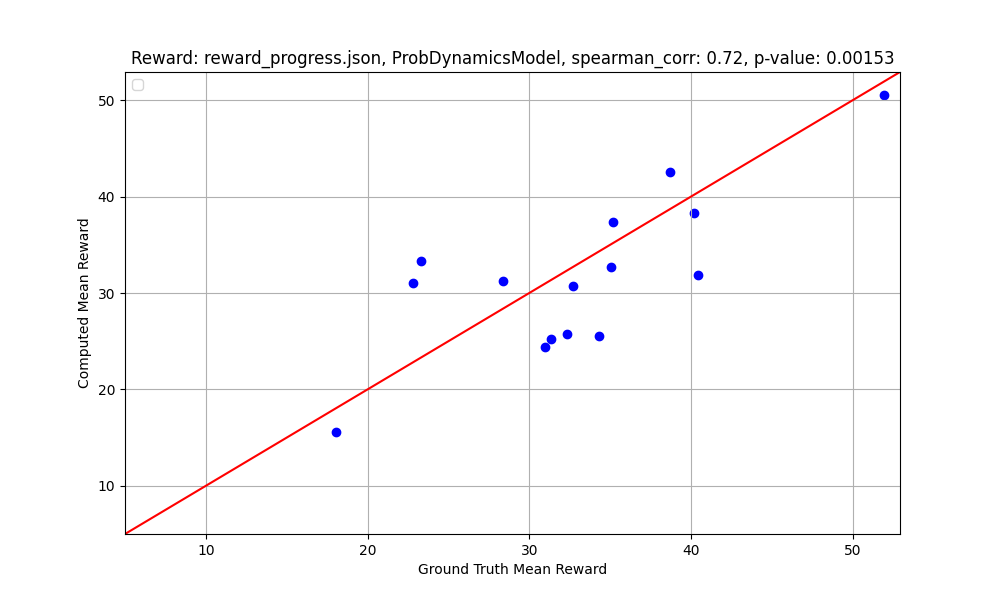 Reward: reward_progress.json, ProbDynamicsModel, spearman_corr: 0.72, p-value: 0.00153
50
40
30
20
10
Computed Mean Reward
10 20 30 40 50
Ground Truth Mean Reward